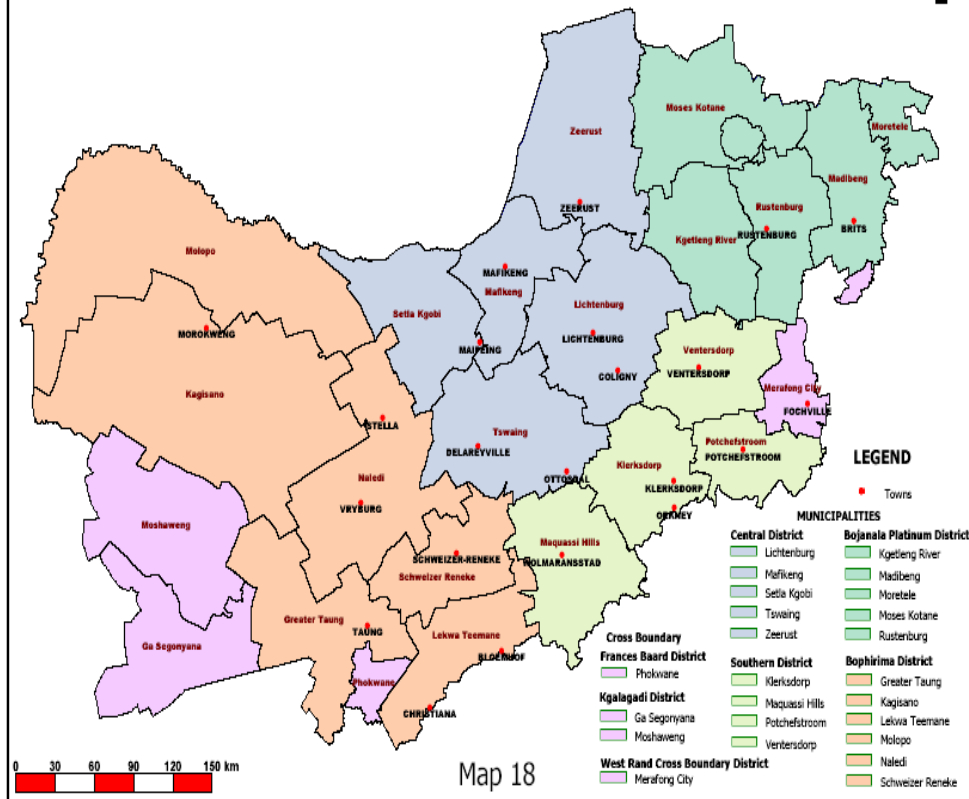 Moses Kotane
Moretele
Zeerust
Madibeng
ZEERUST
Rustenburg
RUSTENBURG
BRITS
Kgetleng River
Molopo
MAFIKENG
Mafikeng
Setla Kgobi
Lichtenburg
LICHTENBURG
MOROKWENG
MAIPEING
Ventersdorp
VENTERSDORP
COLIGNY
Merafong City
FOCHVILLE
Kagisano
STELLA
Tswaing
DELAREYVILLE
Potchefstroom
POTCHEFSTROOM
OTTOSDAL
Klerksdorp
KLERKSDORP
ORKNEY
Naledi
VRYBURG
Moshaweng
Maquassi Hills
WOLMARANSSTAD
SCHWEIZER-RENEKE
Schweizer Reneke
Greater Taung
TAUNG
Lekwa Teemane
BLOEMHOF
Ga Segonyana
Phokwane
CHRISTIANA
LEGEND
Towns
MUNICIPALITIES
Central District
Lichtenburg
Mafikeng
Setla Kgobi
Tswaing
Zeerust
Bojanala Platinum District
Kgetleng River
Madibeng
Moretele
Moses Kotane
Rustenburg
Cross Boundary
Frances Baard District
Phokwane
Kgalagadi District
Ga Segonyana
Moshaweng
West Rand Cross Boundary District
Merafong City
Southern District
Klerksdorp
Maquassi Hills
Potchefstroom
Ventersdorp
Bophirima District
Greater Taung
Kagisano
Lekwa Teemane
Molopo
Naledi
Schweizer Reneke
0 30 60 90 120 150 km
Map 18